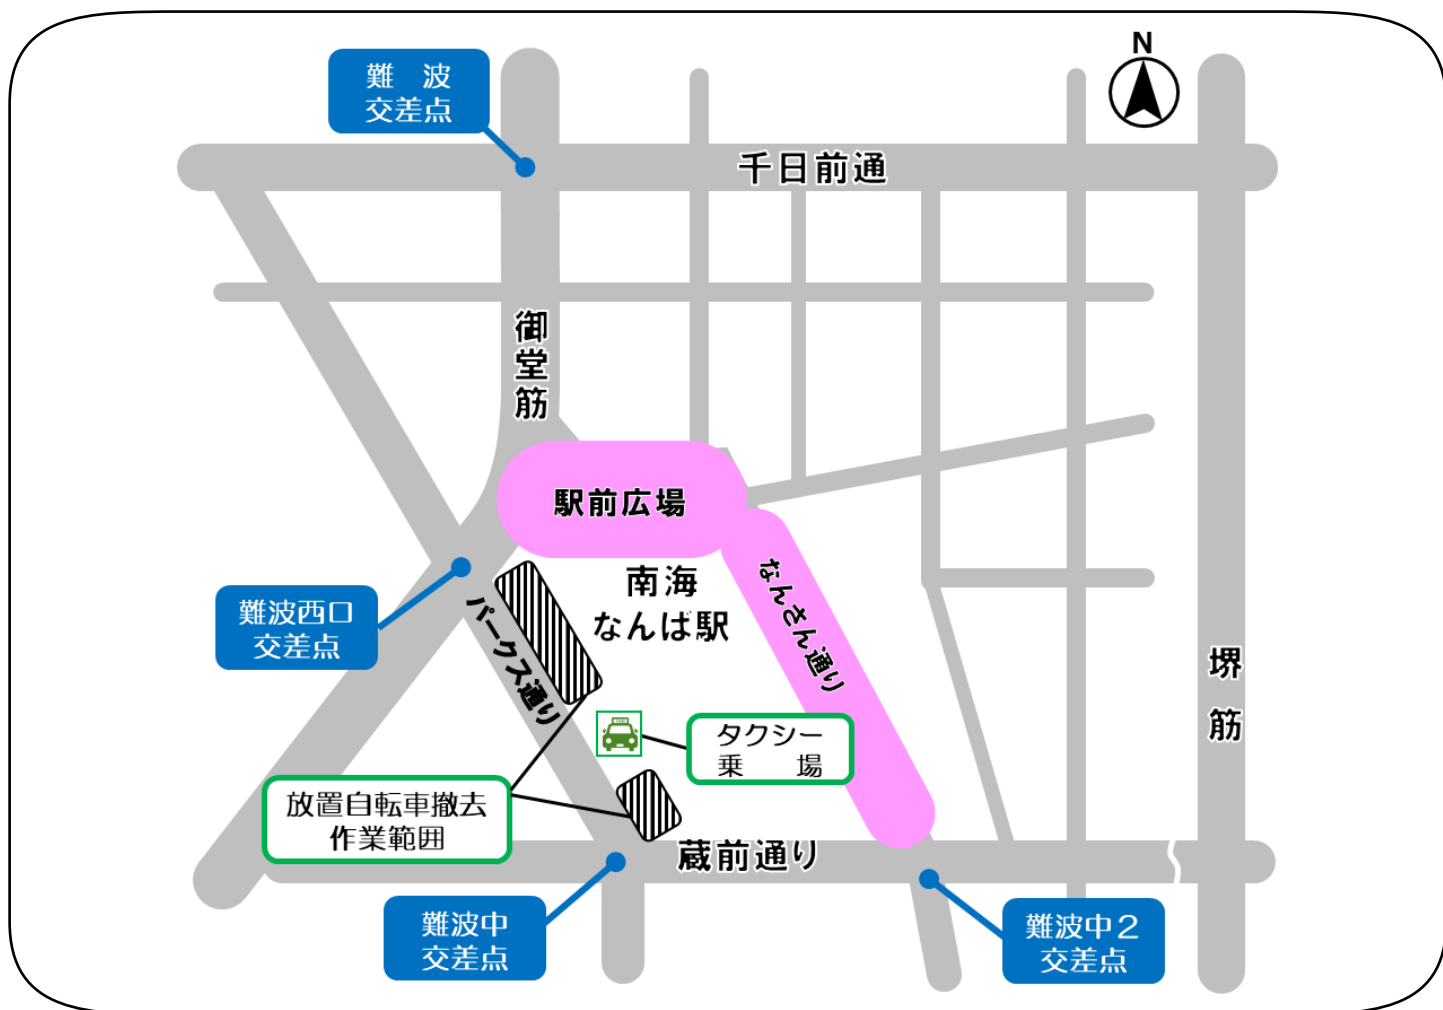 N
難　波
交差点
千日前通
御堂筋
駅前広場
南海
なんば駅
なんさん通り
難波西口
交差点
パークス通り
堺筋
タクシー
乗　場
放置自転車撤去
作業範囲
蔵前通り
難波中
交差点
難波中２
交差点